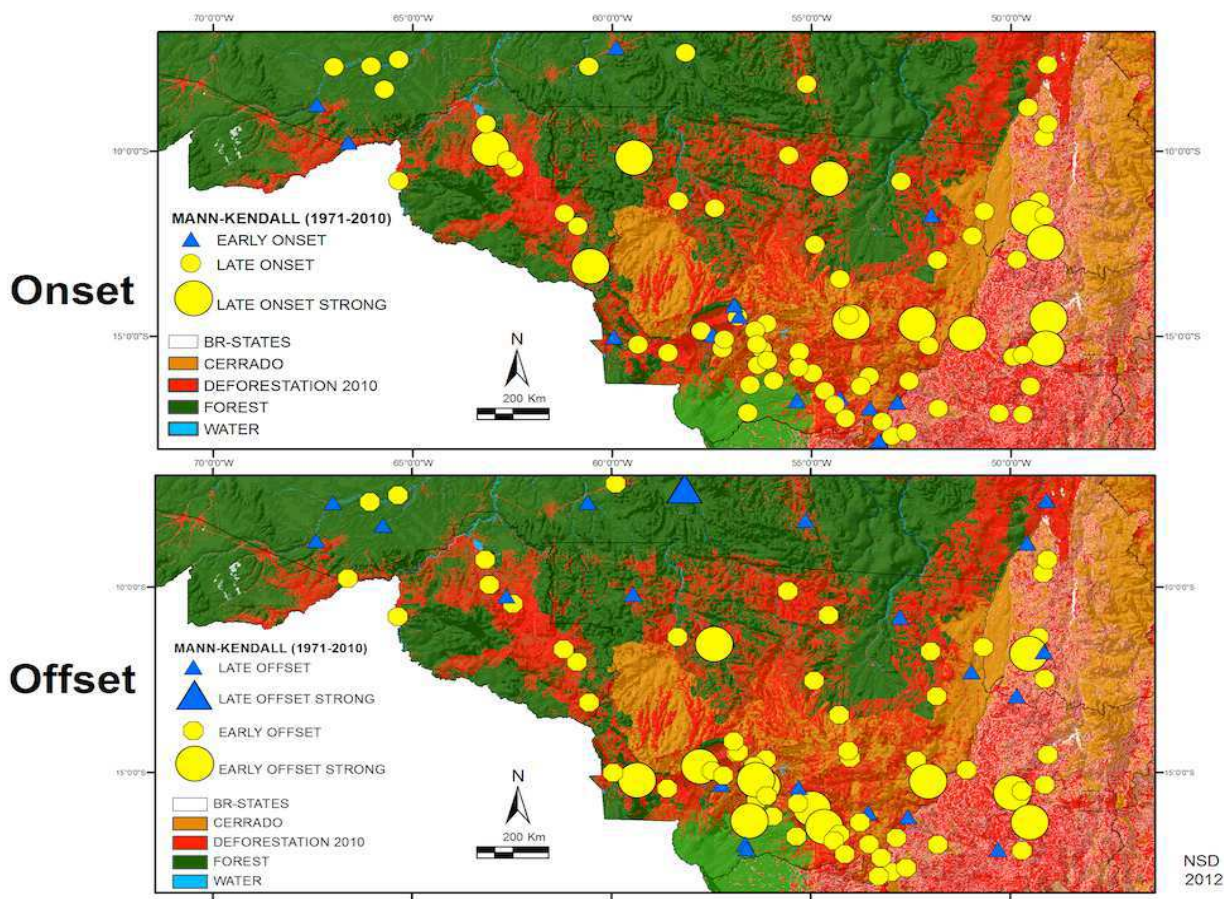 70°0'0"W 65°0'0"W 60°0'0"W 55°0'0"W 50°0'0"W
10°0'0"S 10°0'0"S
MANN-KENDALL (1971-2010)
EARLY ONSET
LATE ONSET
Onset
LATE ONSET STRONG
N
15°0'0"S 15°0'0"S
BR-STATES
CERRADO
DEFORESTATION 2010
200 Km
FOREST
WATER
70°0'0"W 65°0'0"W 60°0'0"W 55°0'0"W 50°0'0"W
10°0'0"S 10°0'0"S
MANN-KENDALL (1971-2010)
LATE OFFSET
Offset
LATE OFFSET STRONG
EARLY OFFSET
EARLY OFFSET STRONG
N
15°0'0"S 15°0'0"S
BR-STATES
CERRADO
DEFORESTATION 2010
200 Km
FOREST
WATER
NSD
2012